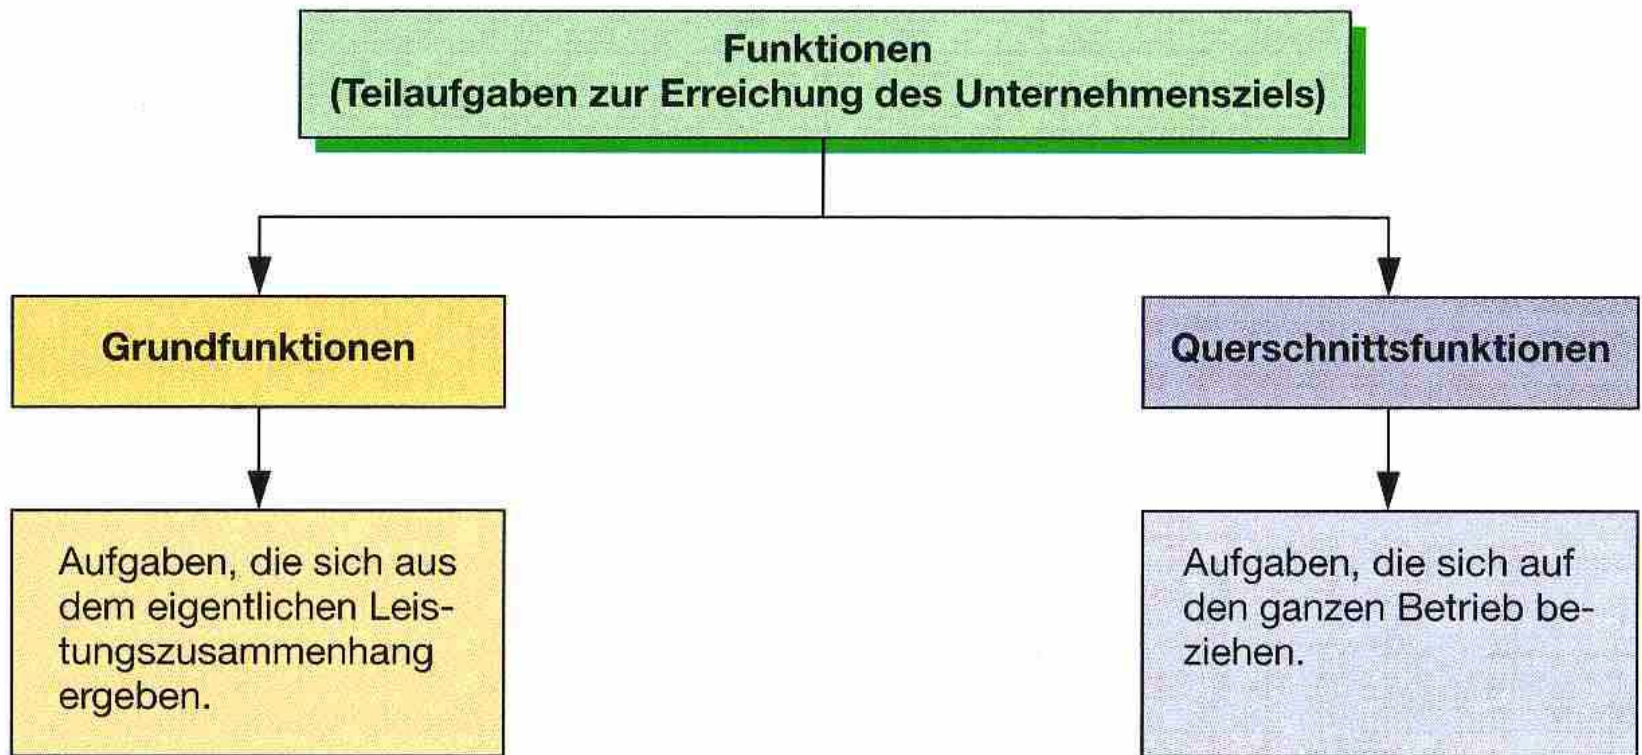 Funktionen
(Teilaufgaben zur Erreichung des Unternehmensziels)
Grundfunktionen
Querschnittsfunktionen
Aufgaben, die sich aus
dem eigentlichen Leis-
tungszusammenhang
ergeben.
Aufgaben, die sich auf
den ganzen Betrieb be-
ziehen.